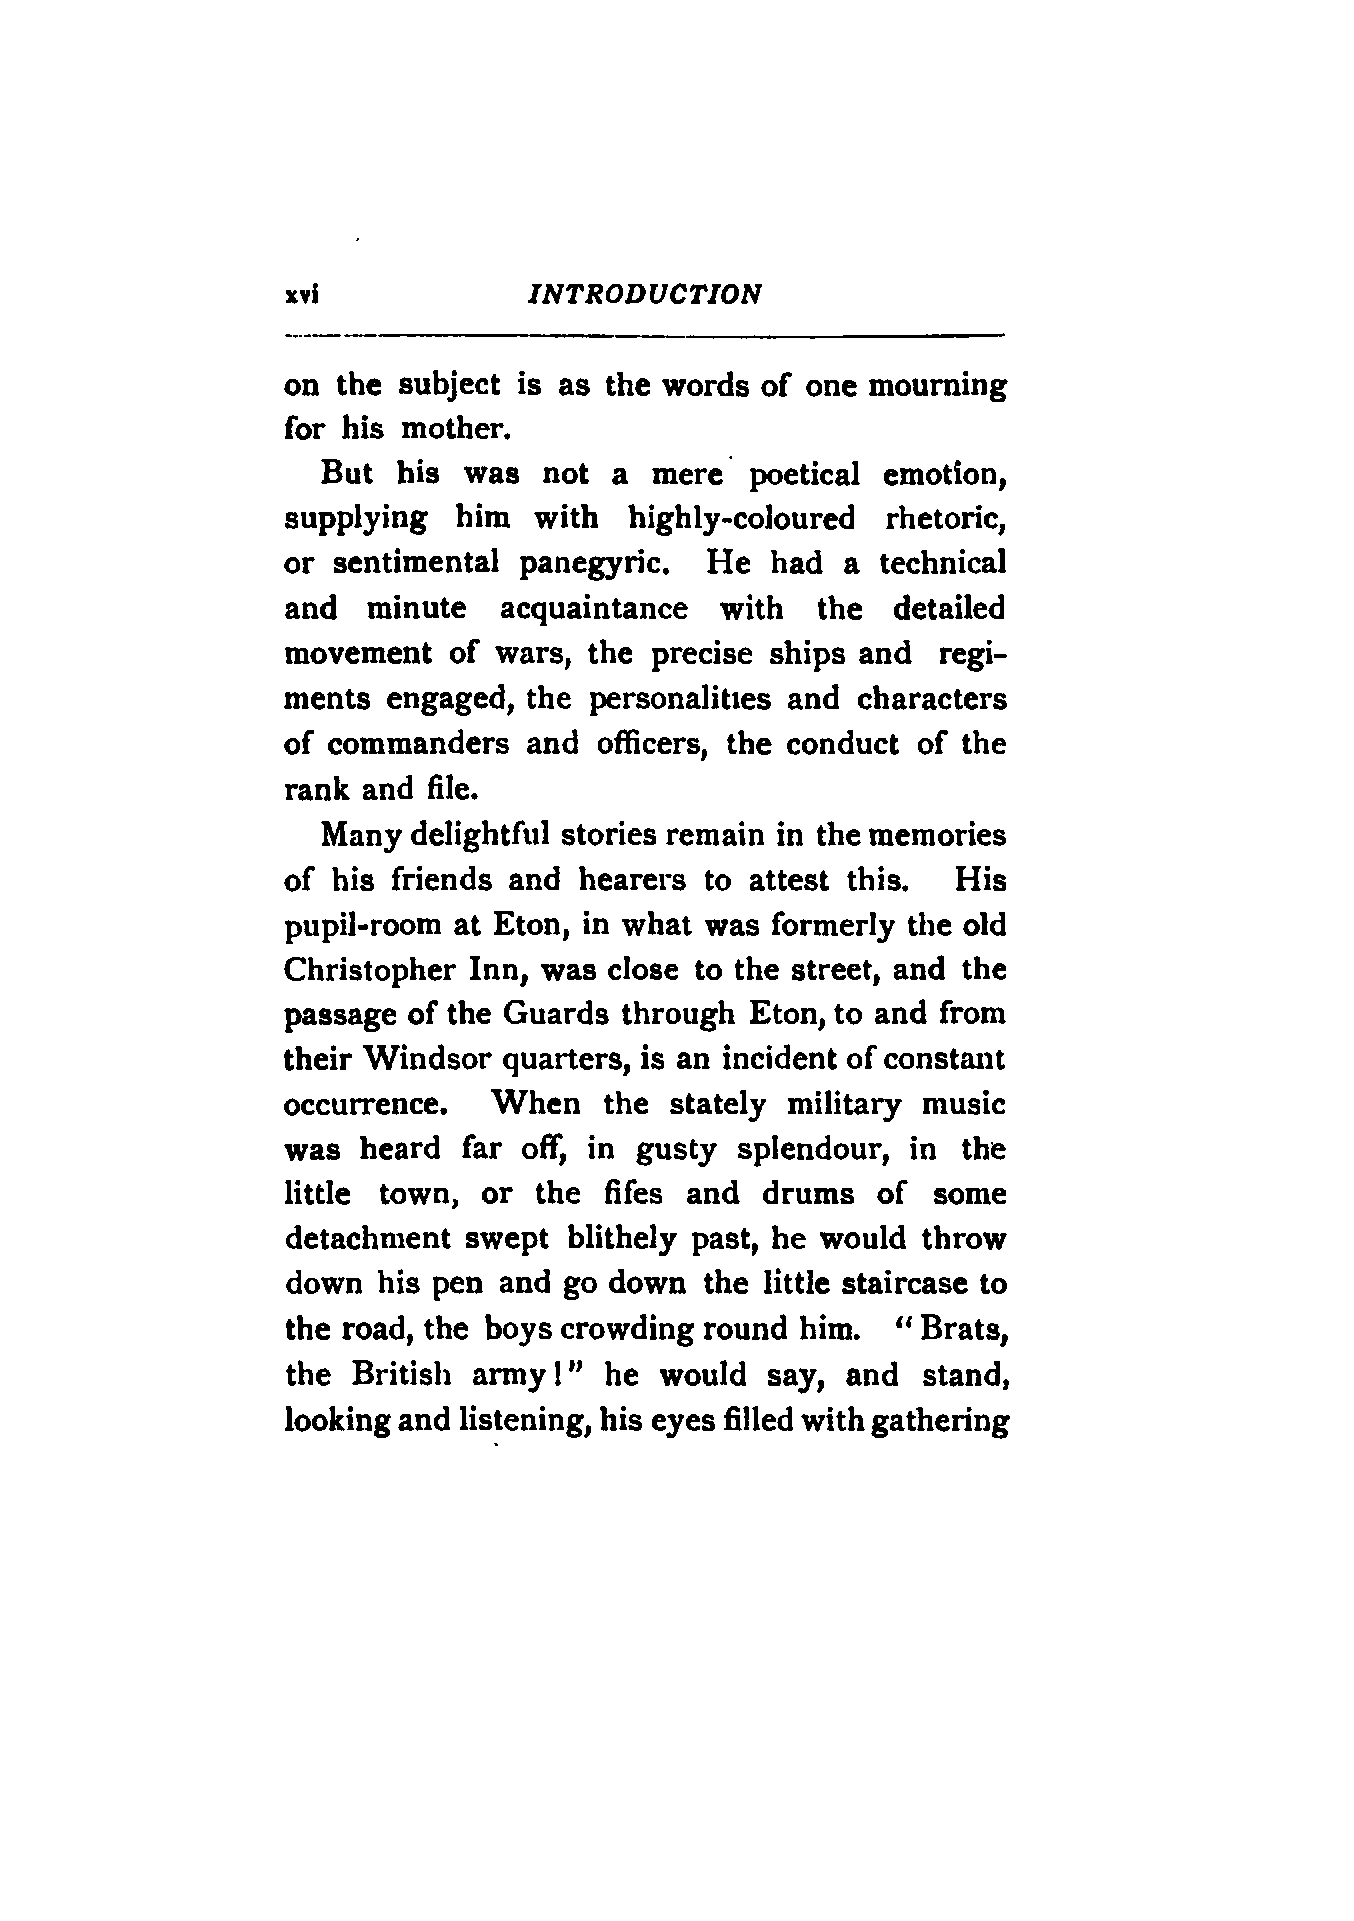 xvi INTRODUCTION
on the subject is as the words of one mourning
for his mother.
But his was not a mere poetical emotion,
supplying him with highly-coloured rhetoric,
or sentimental panegyric. He had a technical
and minute acquaintance with the detailed
movement of wars, the precise ships and regi-
ments engaged, the personalities and characters
of commanders and officers, the conduct of the
rank and file.
Many delightful stories remain in the memories
of his friends and hearers to attest this. His
pupil-room at Eton, in what was formerly the old
Christopher Inn, was close to the street, and the
passage of the Guards through Eton, to and from
their Windsor quarters, is an incident of constant
occurrence. When the stately military music
was heard far off, in gusty splendour, in the
little town, or the fifes and drums of some
detachment swept blithely past, he would throw
down his pen and go down the little staircase to
the road, the boys crowding round him. "Brats,
the British army!" he would say, and stand,
looking and listening, his eyes filled with gathering